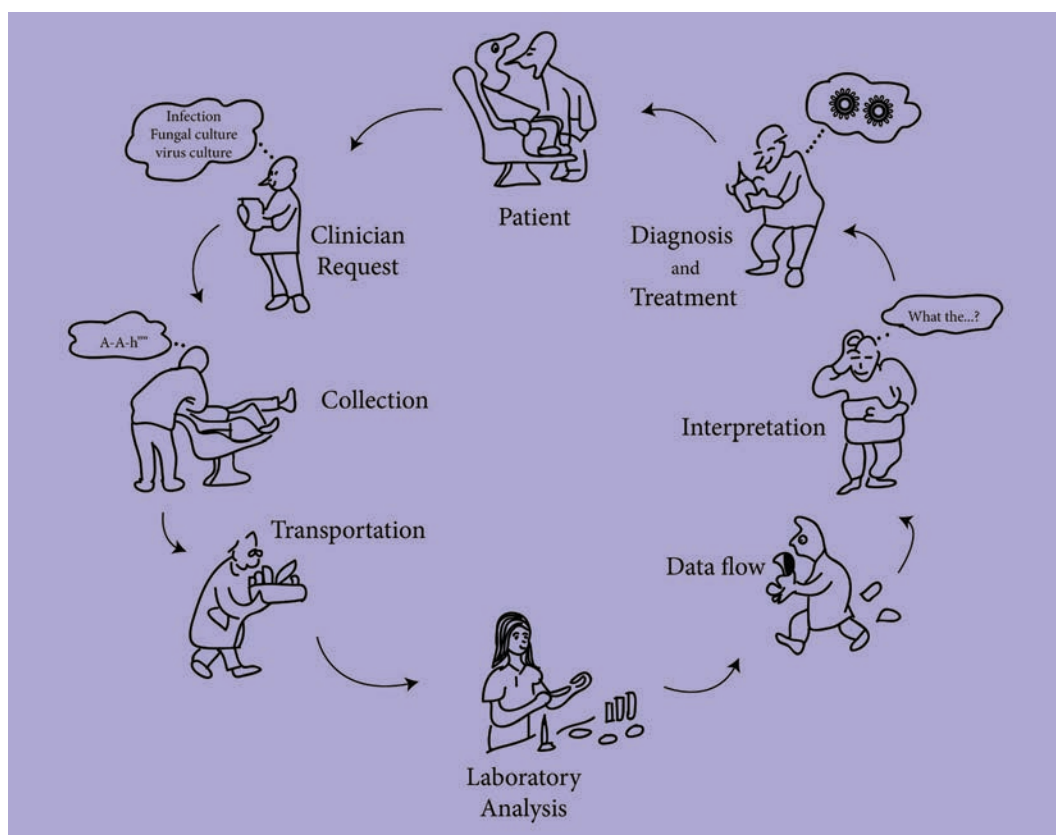 Patient
Infection
Fungal culture
virus culture
Clinician
Request
A-A-h""
Collection
Transportation
Laboratory
Analysis
Data flow
What the...?
Interpretation
Diagnosis
and
Treatment